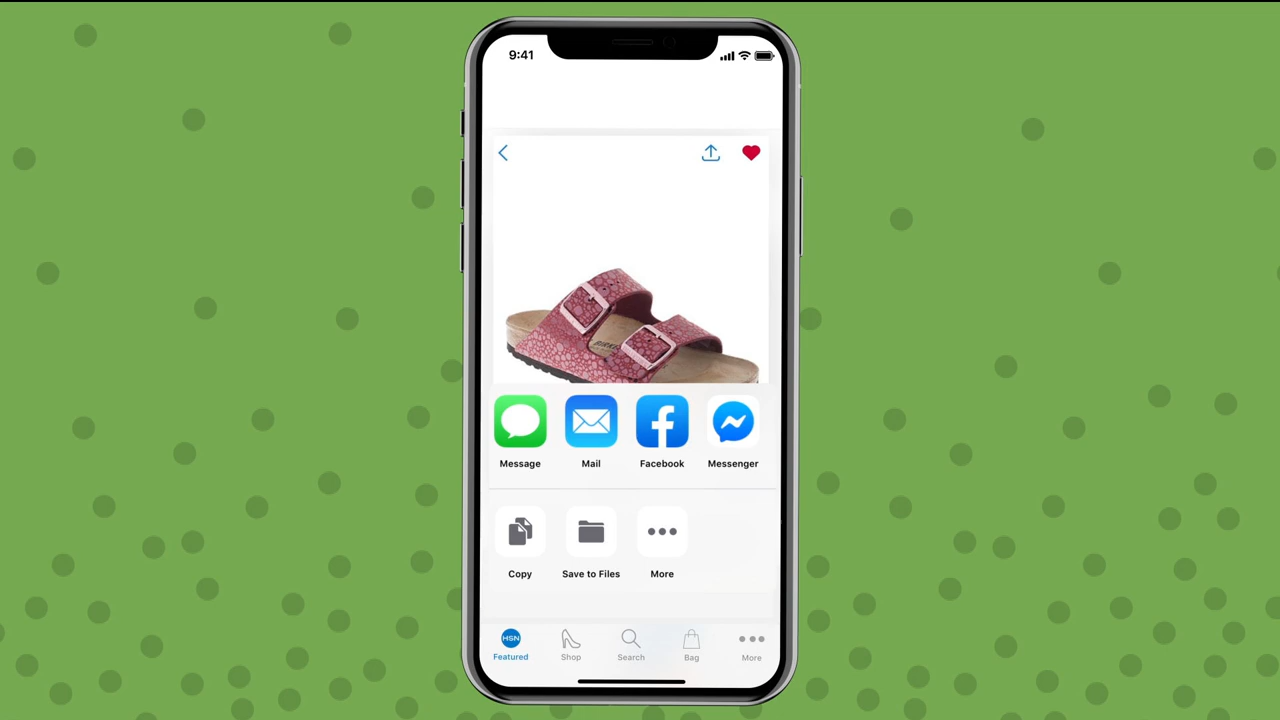 9:41
Message Mail Facebook Messenger
Copy Save to Files More
HSN
Featured Shop Search Bag More